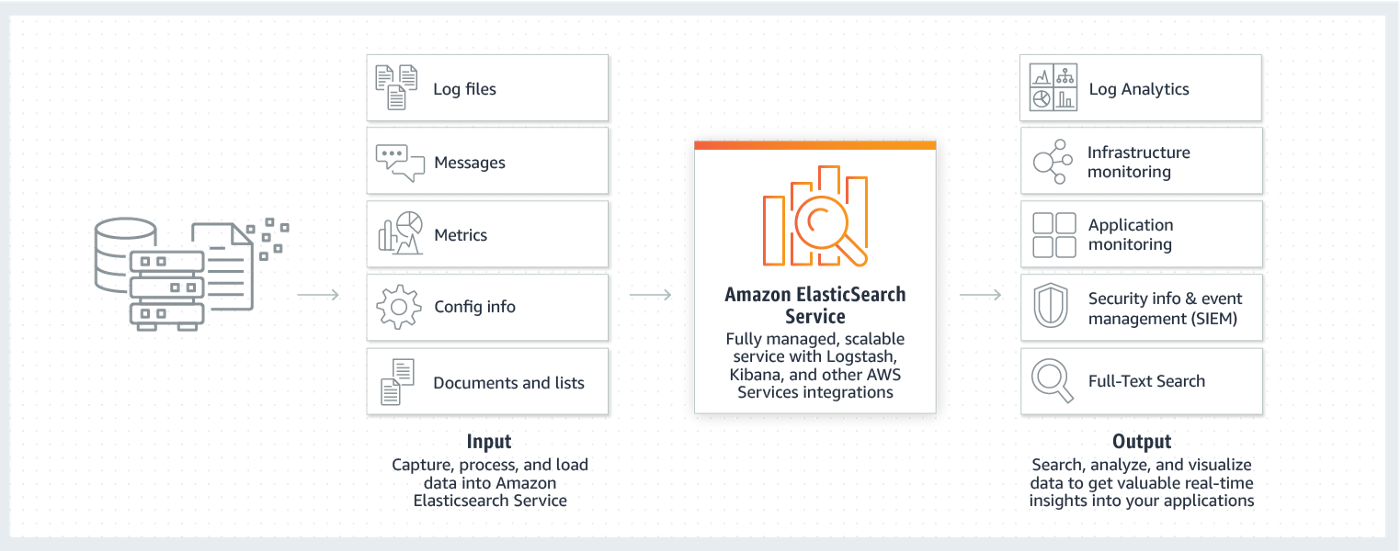 Log files
Messages
Metrics
Config info
Documents and lists
Input
Capture, process, and load
data into Amazon
Elasticsearch Service
Amazon ElasticSearch
Service
Fully managed, scalable
service with Logstash,
Kibana, and other AWS
Services integrations
Log Analytics
Infrastructure
monitoring
Application
monitoring
Security info & event
management (SIEM)
Full-Text Search
Output
Search, analyze, and visualize
data to get valuable real-time
insights into your applications